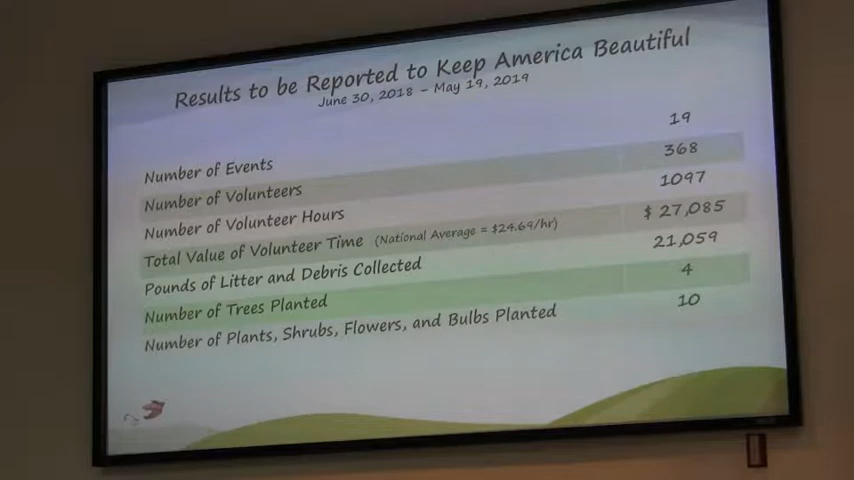 Results to be Reported to Keep America Beautiful
June 30, 2018 – May 19, 2019
Number of Events 19
Number of Volunteers 368
Number of Volunteer Hours 1097
Total Value of Volunteer Time (National Average = $24.69/hr) $ 27,085
Pounds of Litter and Debris Collected 21,059
Number of Trees Planted 4
Number of Plants, Shrubs, Flowers, and Bulbs Planted 10